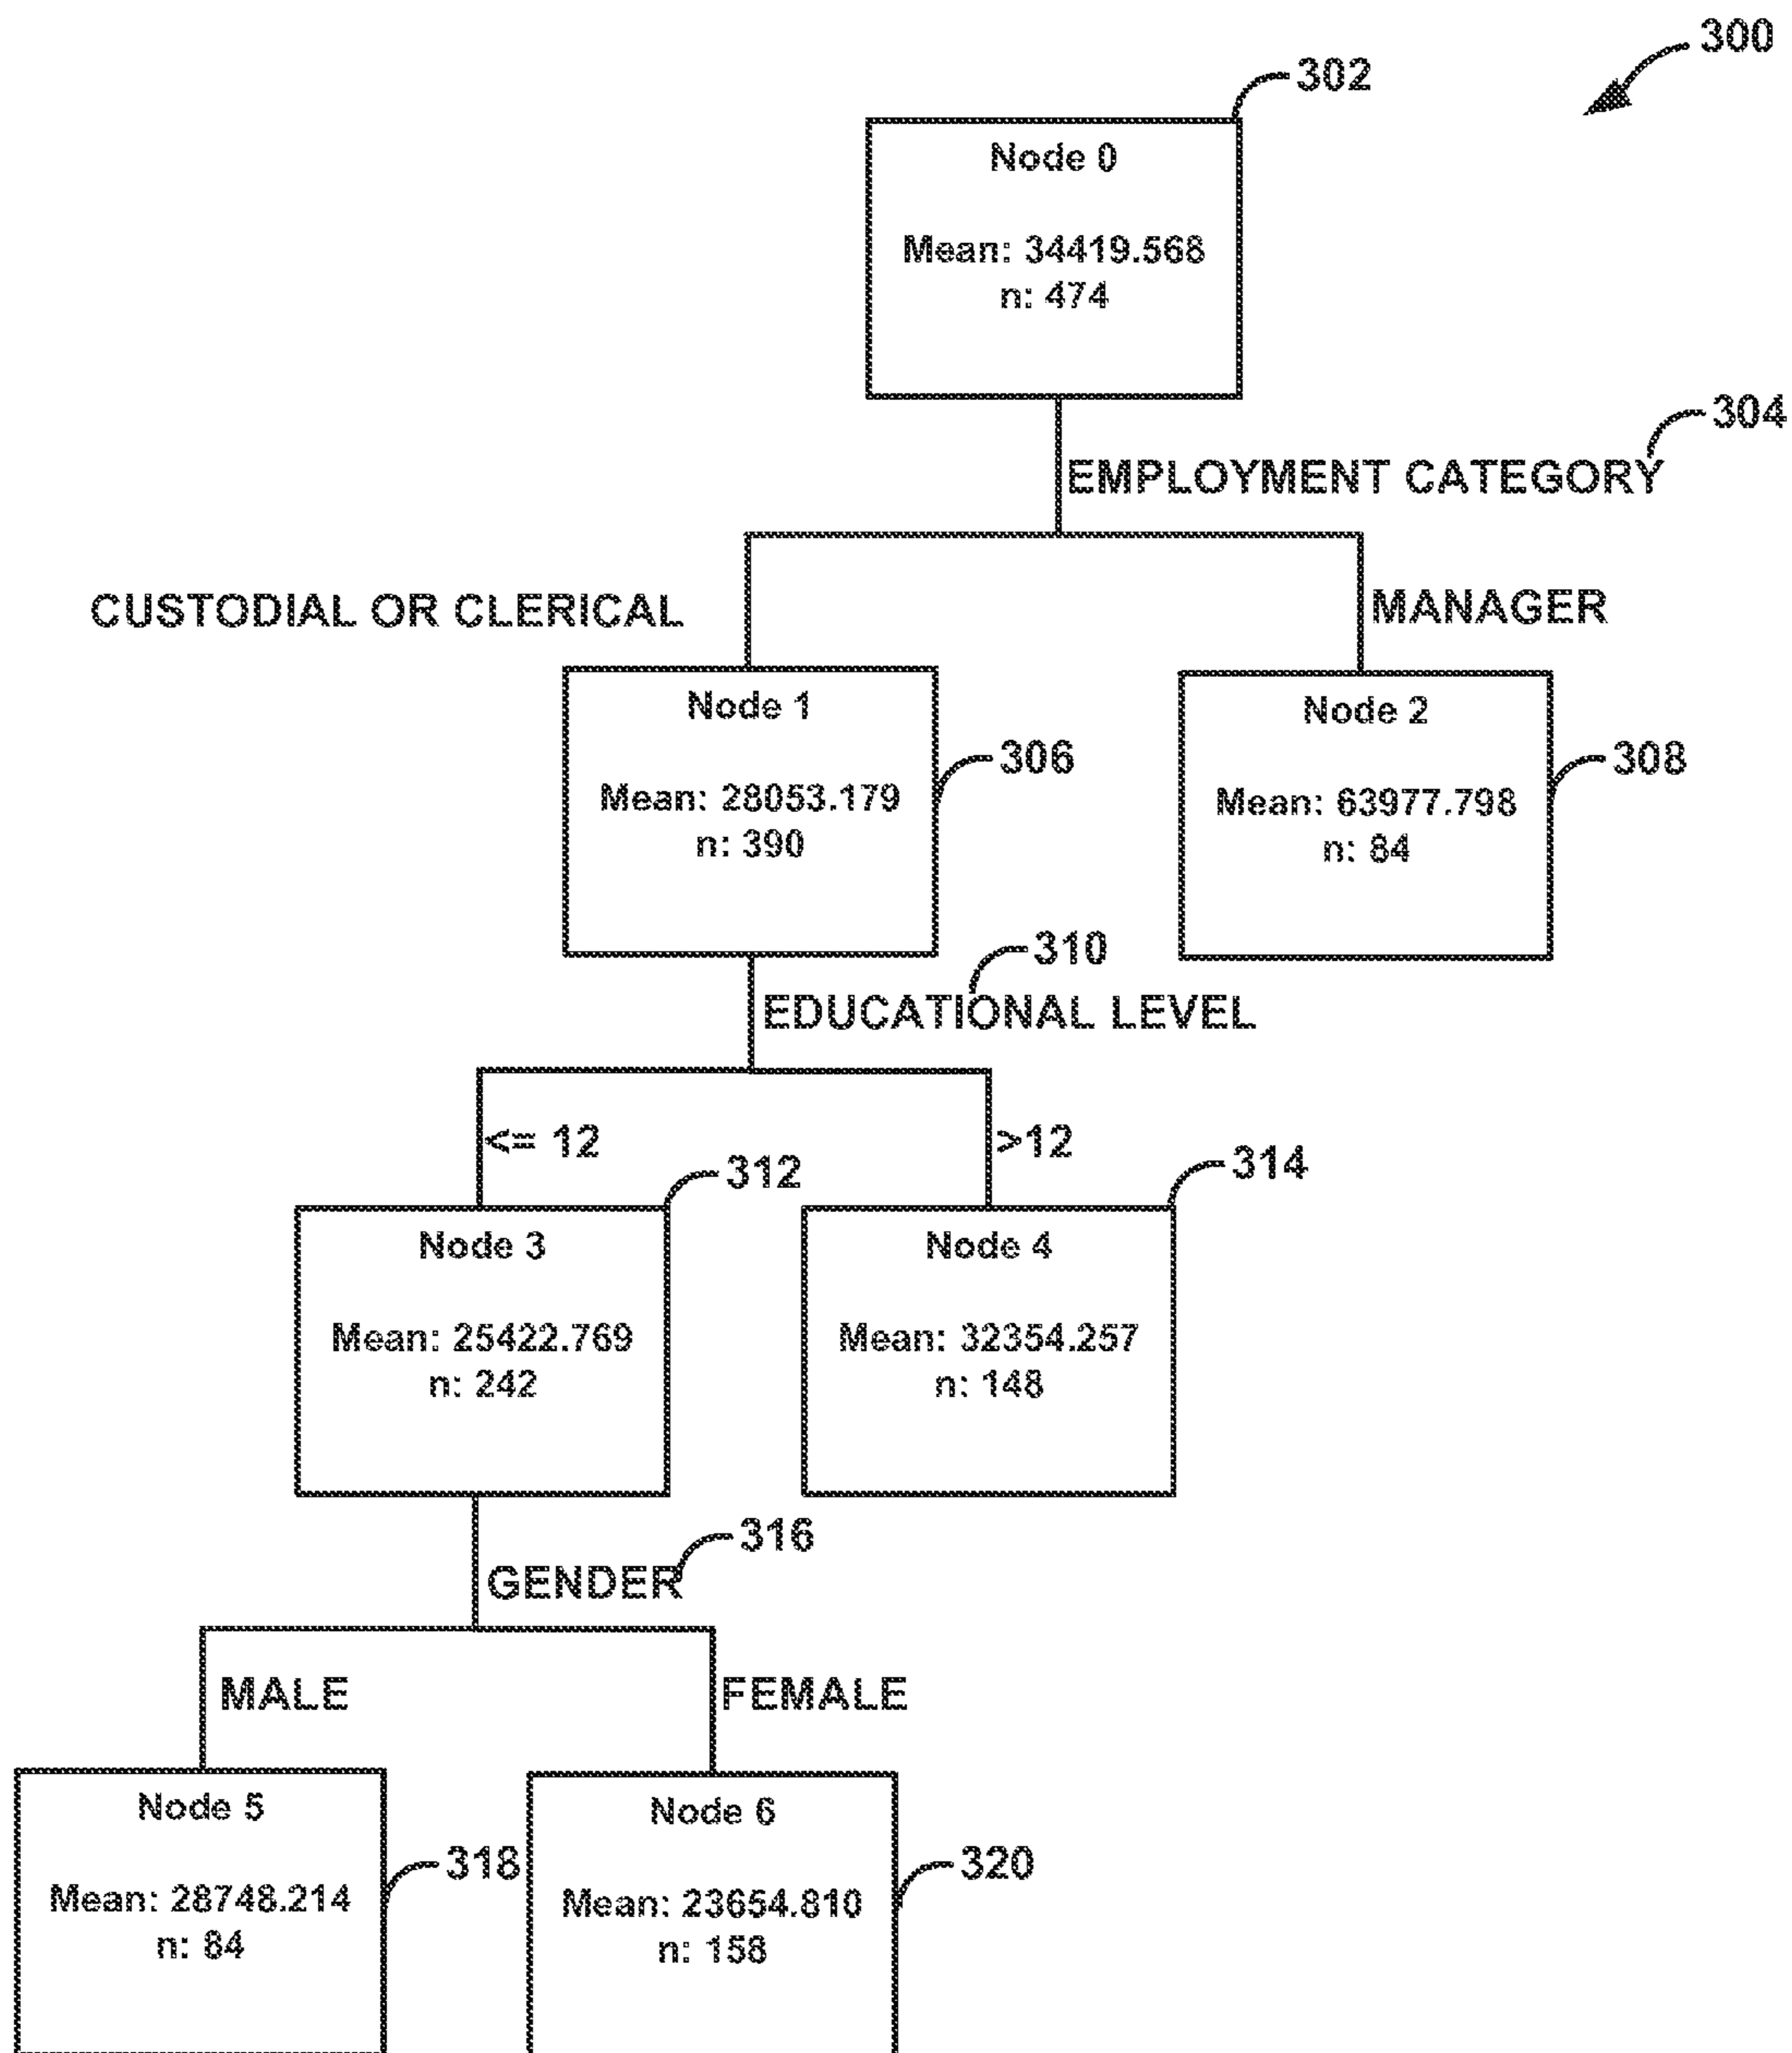 300
302
Node 0
Mean: 34419.568
n: 474
304
EMPLOYMENT CATEGORY
CUSTODIAL OR CLERICAL
MANAGER
Node 1
Mean: 28053.179
n: 390
306
Node 2
Mean: 63977.798
n: 84
308
310
EDUCATIONAL LEVEL
<= 12
>12
312
314
Node 3
Mean: 25422.769
n: 242
Node 4
Mean: 32354.257
n: 148
316
GENDER
MALE
FEMALE
Node 5
Mean: 28748.214
n: 84
318
Node 6
Mean: 23654.810
n: 158
320